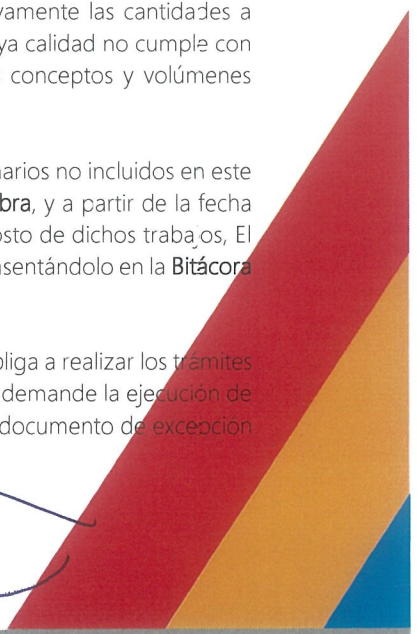 vamente las cantidades a
ya calidad no cumple con
conceptos y volúmenes
arios no incluidos en este
bra, y a partir de la fecha
osto de dichos trabajos, El
asentándolo en la Bitácora
bliga a realizar los trámites
demande la ejecución de
documento de excepción